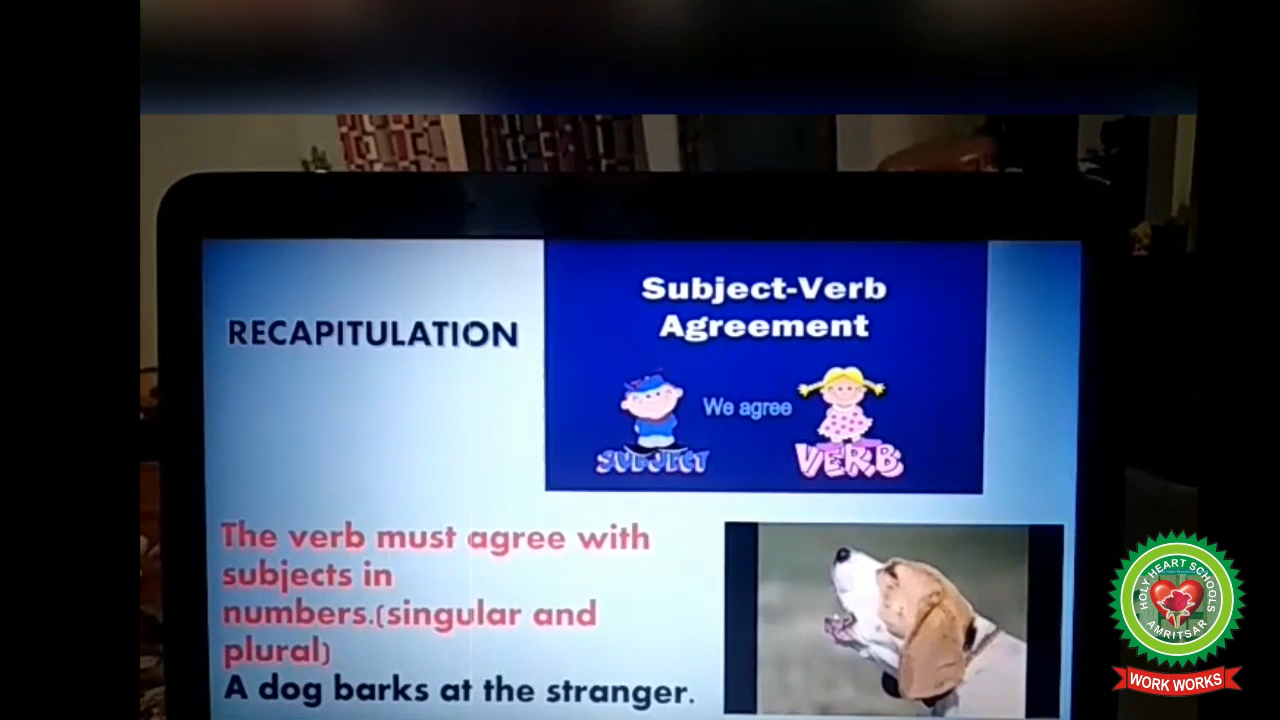 RECAPITULATION
Subject-Verb
Agreement
We agree
SUBJECT
VERB
The verb must agree with
subjects in
numbers.(singular and
plural)
A dog barks at the stranger.
HOLY HEART SCHOOLS
AMRITSAR
WORK WORKS